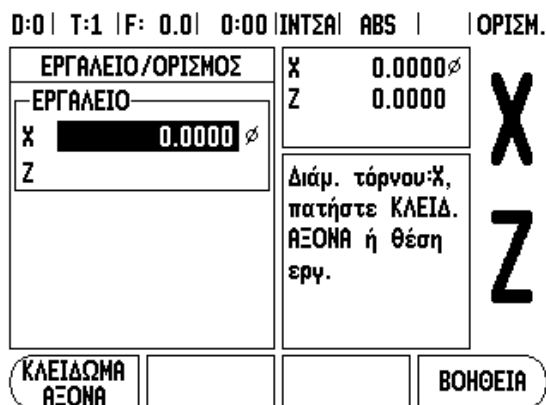 D:0 | T:1 | F: 0.0 | 0:00 | ΙΝΤΣΑ | ABS | | ΟΡΙΣΜ.
ΕΡΓΑΛΕΙΟ/ΟΡΙΣΜΟΣ
ΕΡΓΑΛΕΙΟ
X 0.0000 ⌀
Z
X 0.0000⌀
Z 0.0000
Διάμ. τόρνου:X,
πατήστε ΚΛΕΙΔ.
ΑΞΟΝΑ ή θέση
εργ.
X
Z
ΚΛΕΙΔΩΜΑ
ΑΞΟΝΑ
ΒΟΗΘΕΙΑ